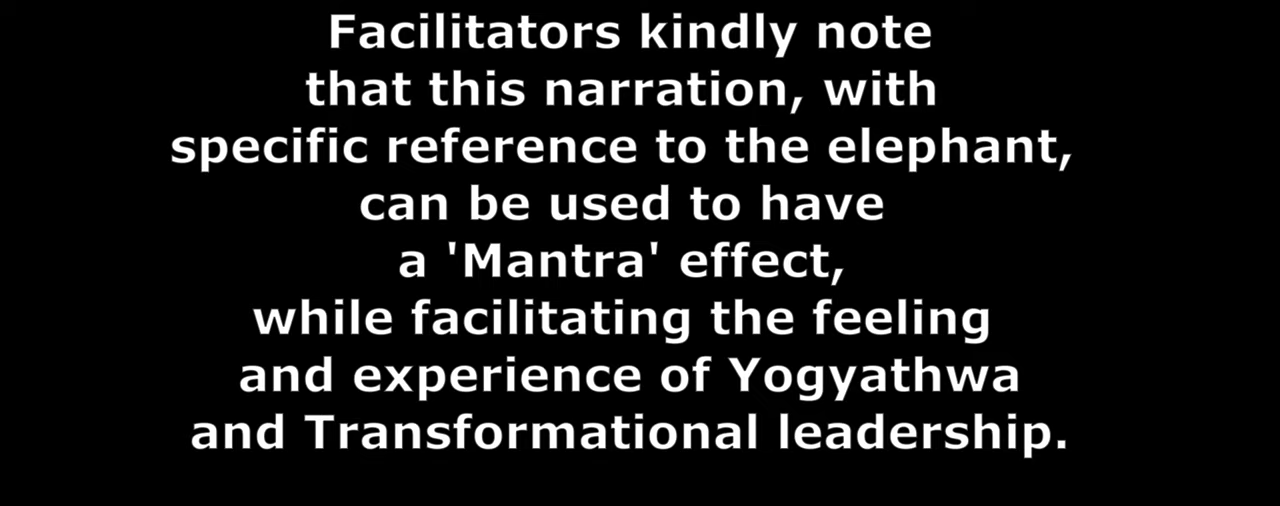 Facilitators kindly note
that this narration, with
specific reference to the elephant,
can be used to have
a 'Mantra' effect,
while facilitating the feeling
and experience of Yogyathwa
and Transformational leadership.